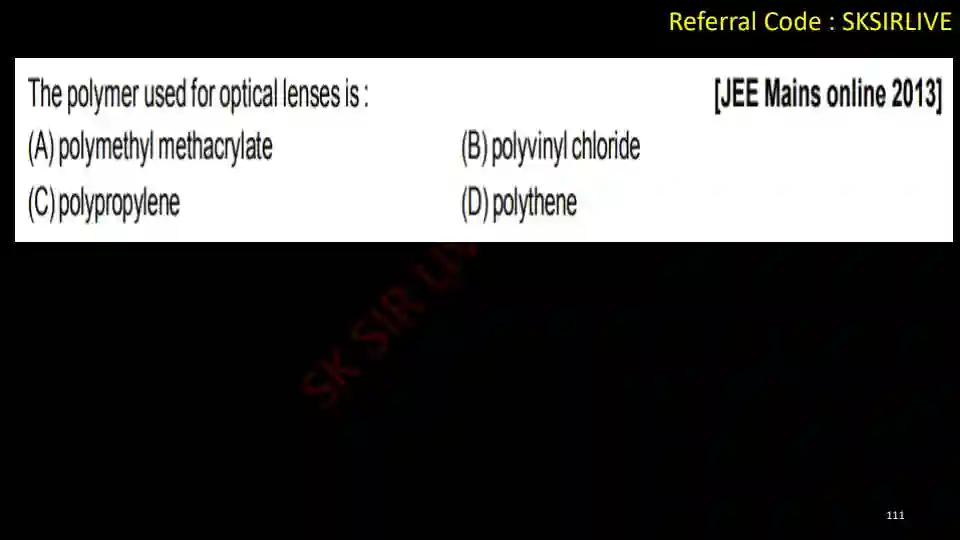 Referral Code : SKSIRLIVE
The polymer used for optical lenses is : [JEE Mains online 2013]
(A) polymethyl methacrylate (B) polyvinyl chloride
(C) polypropylene (D) polythene
SK SIR LIV
111